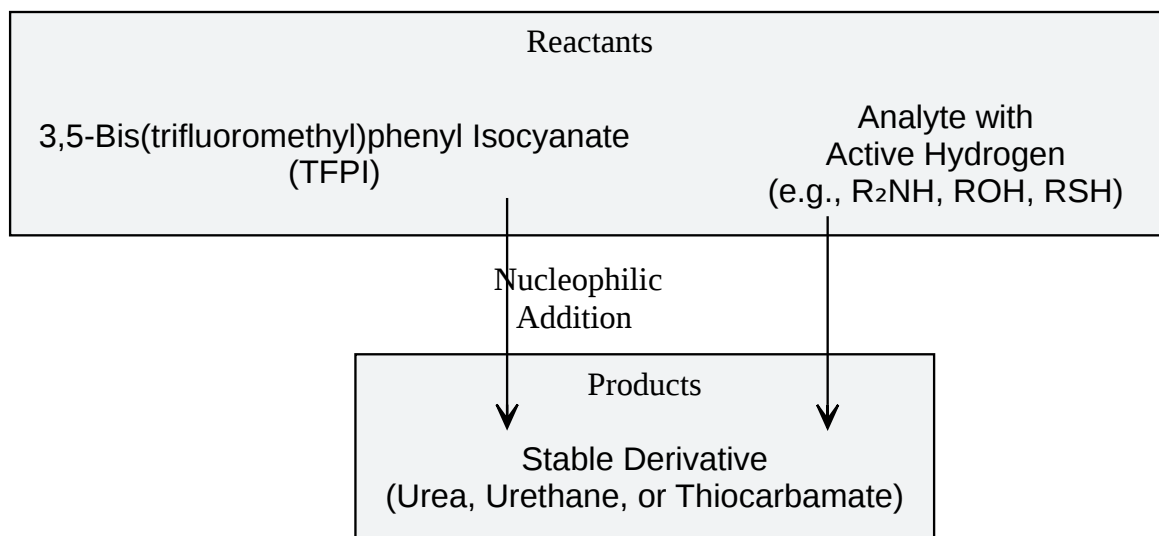 Reactants
3,5-Bis(trifluoromethyl)phenyl Isocyanate
(TFPI)
Analyte with
Active Hydrogen
(e.g., R₂NH, ROH, RSH)
Nucleophilic
Addition
Products
Stable Derivative
(Urea, Urethane, or Thiocarbamate)